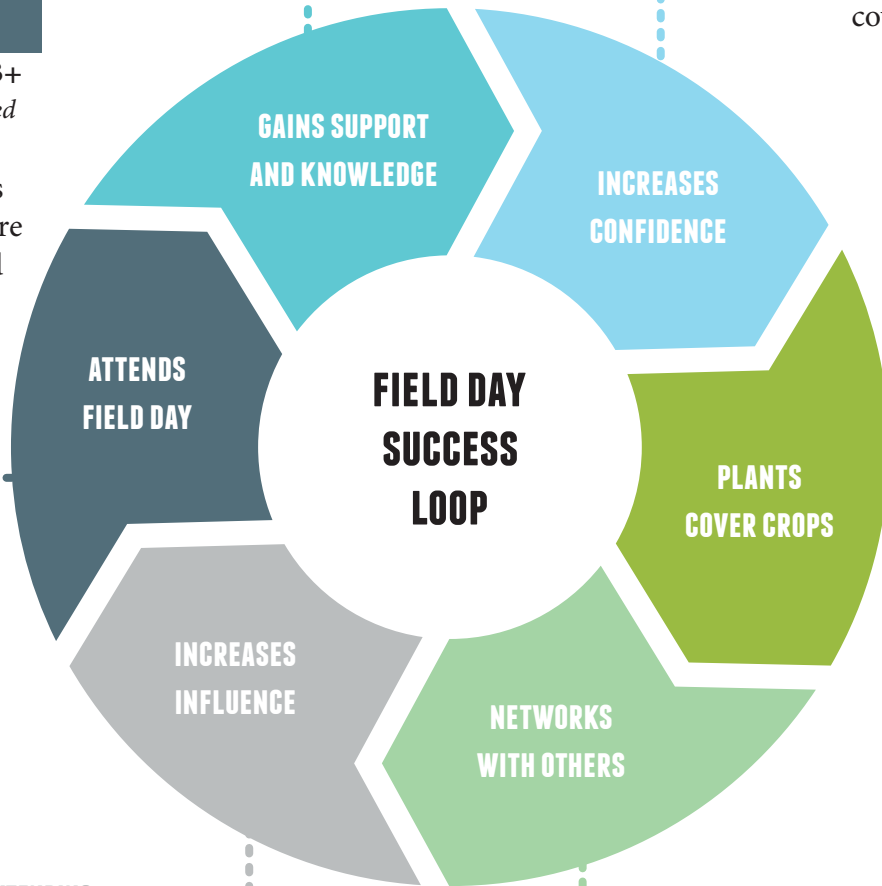 GAINS SUPPORT
AND KNOWLEDGE
INCREASES
CONFIDENCE
ATTENDS
FIELD DAY
FIELD DAY
SUCCESS
LOOP
PLANTS
COVER CROPS
INCREASES
INFLUENCE
NETWORKS
WITH OTHERS